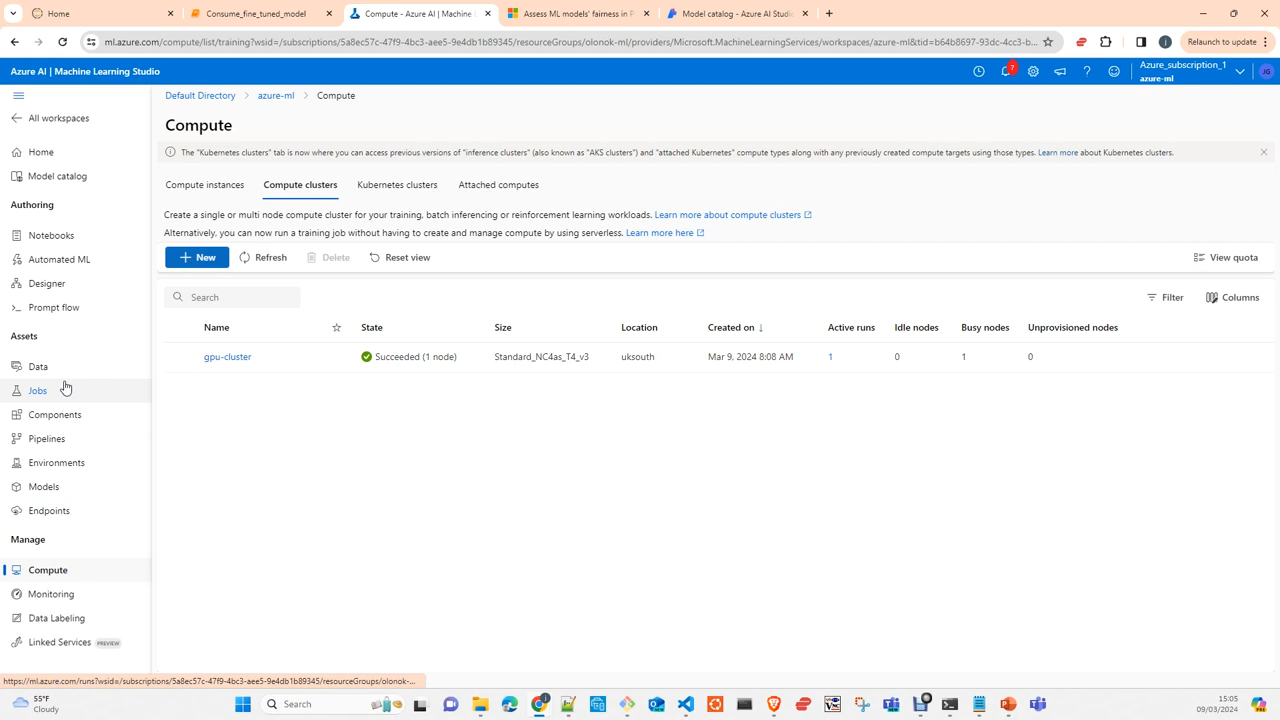 Home
Consume_fine_tuned_model
Compute - Azure AI | Machine L
Assess ML models' fairness in P
Model catalog - Azure AI Studio
ml.azure.com/compute/list/training?wsid=/subscriptions/5a8ec57c-47f9-4bc3-aee5-9e4db1b89345/resourceGroups/olonok-ml/providers/Microsoft.MachineLearningServices/workspaces/azure-ml&tid=b64b8697-93dc-4cc3-b...
Relaunch to update
Azure AI | Machine Learning Studio
7
Azure_subscription_1
azure-ml
JG
All workspaces
Home
Model catalog
Authoring
Notebooks
Automated ML
Designer
Prompt flow
Assets
Data
Jobs
Components
Pipelines
Environments
Models
Endpoints
Manage
Compute
Monitoring
Data Labeling
Linked Services PREVIEW
Default Directory > azure-ml > Compute
Compute
The "Kubernetes clusters" tab is now where you can access previous versions of "inference clusters" (also known as "AKS clusters") and "attached Kubernetes" compute types along with any previously created compute targets using those types. Learn more about Kubernetes clusters.
Compute instances Compute clusters Kubernetes clusters Attached computes
Create a single or multi node compute cluster for your training, batch inferencing or reinforcement learning workloads. Learn more about compute clusters
Alternatively, you can now run a training job without having to create and manage compute by using serverless. Learn more here
New Refresh Delete Reset view View quota
Search Filter Columns
Name State Size Location Created on ↓ Active runs Idle nodes Busy nodes Unprovisioned nodes
gpu-cluster Succeeded (1 node) Standard_NC4as_T4_v3 uksouth Mar 9, 2024 8:08 AM 1 0 1 0
https://ml.azure.com/runs?wsid=/subscriptions/5a8ec57c-47f9-4bc3-aee5-9e4db1b89345/resourceGroups/olonok-...
55°F
Cloudy
Search
15:05
09/03/2024